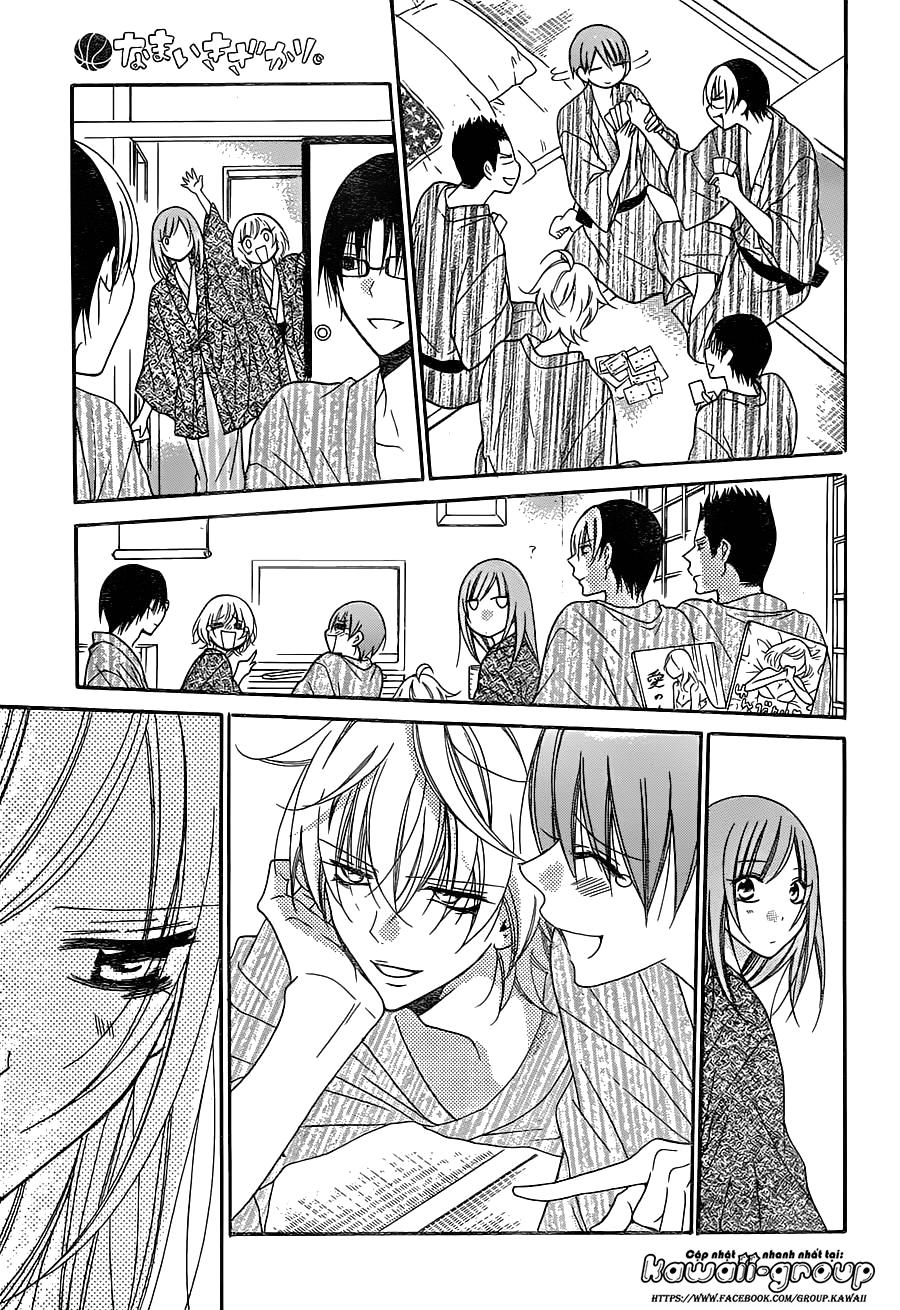 なまいきざかり。
?
Cập nhật nhanh nhất tại:
kawaii-group
HTTPS://WWW.FACEBOOK.COM/GROUP.KAWAII